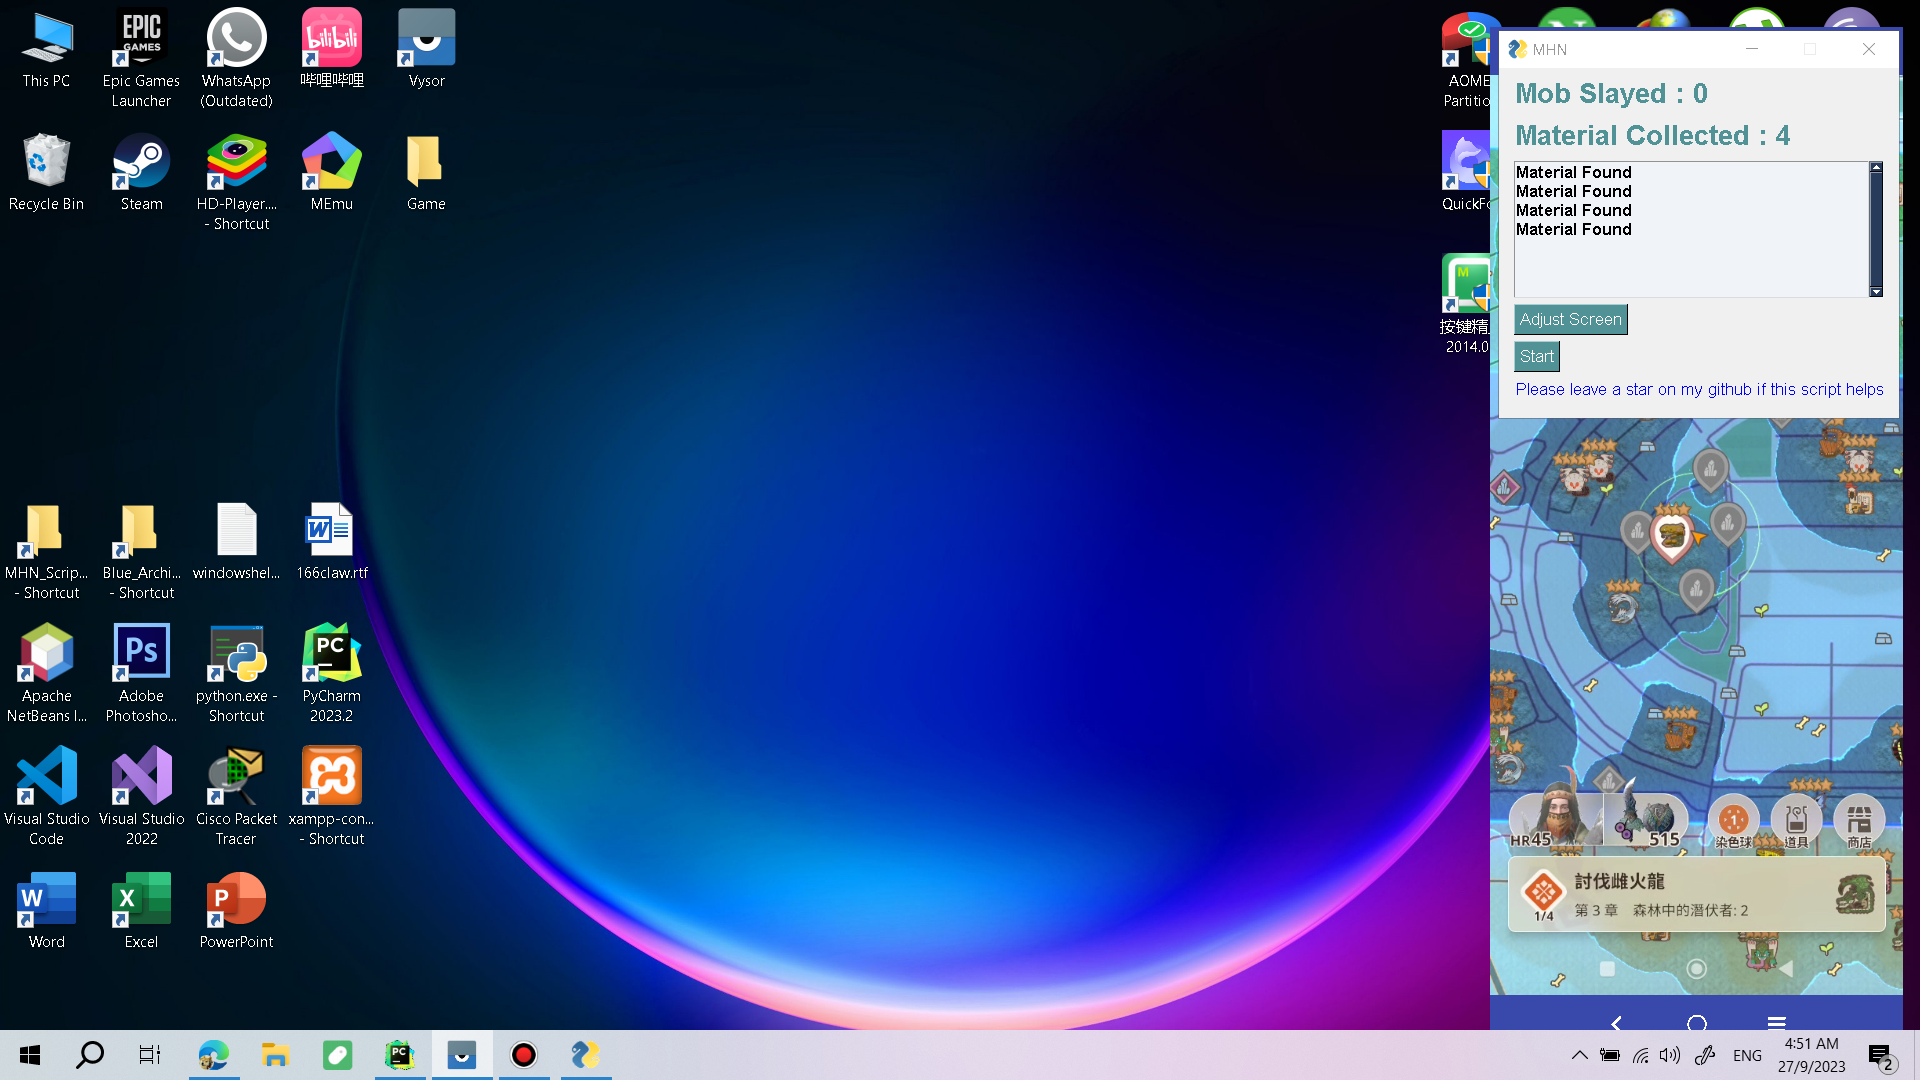 EPIC
GAMES
bilibili
This PC
Epic Games
Launcher
WhatsApp
(Outdated)
哔哩哔哩
Vysor
Recycle Bin
Steam
HD-Player....
- Shortcut
MEmu
Game
MHN_Scrip...
- Shortcut
Blue_Archi...
- Shortcut
windowshel...
W
166claw.rtf
Ps
PC
Apache
NetBeans I...
Adobe
Photosho...
python.exe -
Shortcut
PyCharm
2023.2
Visual Studio
Code
Visual Studio
2022
Cisco Packet
Tracer
xampp-con...
- Shortcut
W
X
P
Word
Excel
PowerPoint
AOME
Partitio
QuickFo
M
按键精
2014.0
MHN
Mob Slayed : 0
Material Collected : 4
Material Found
Material Found
Material Found
Material Found
Adjust Screen
Start
Please leave a star on my github if this script helps
HR45
515
1
染色球
道具
商店
討伐雌火龍
1/4
第 3 章 森林中的潛伏者: 2
PC
ENG
4:51 AM
27/9/2023
2